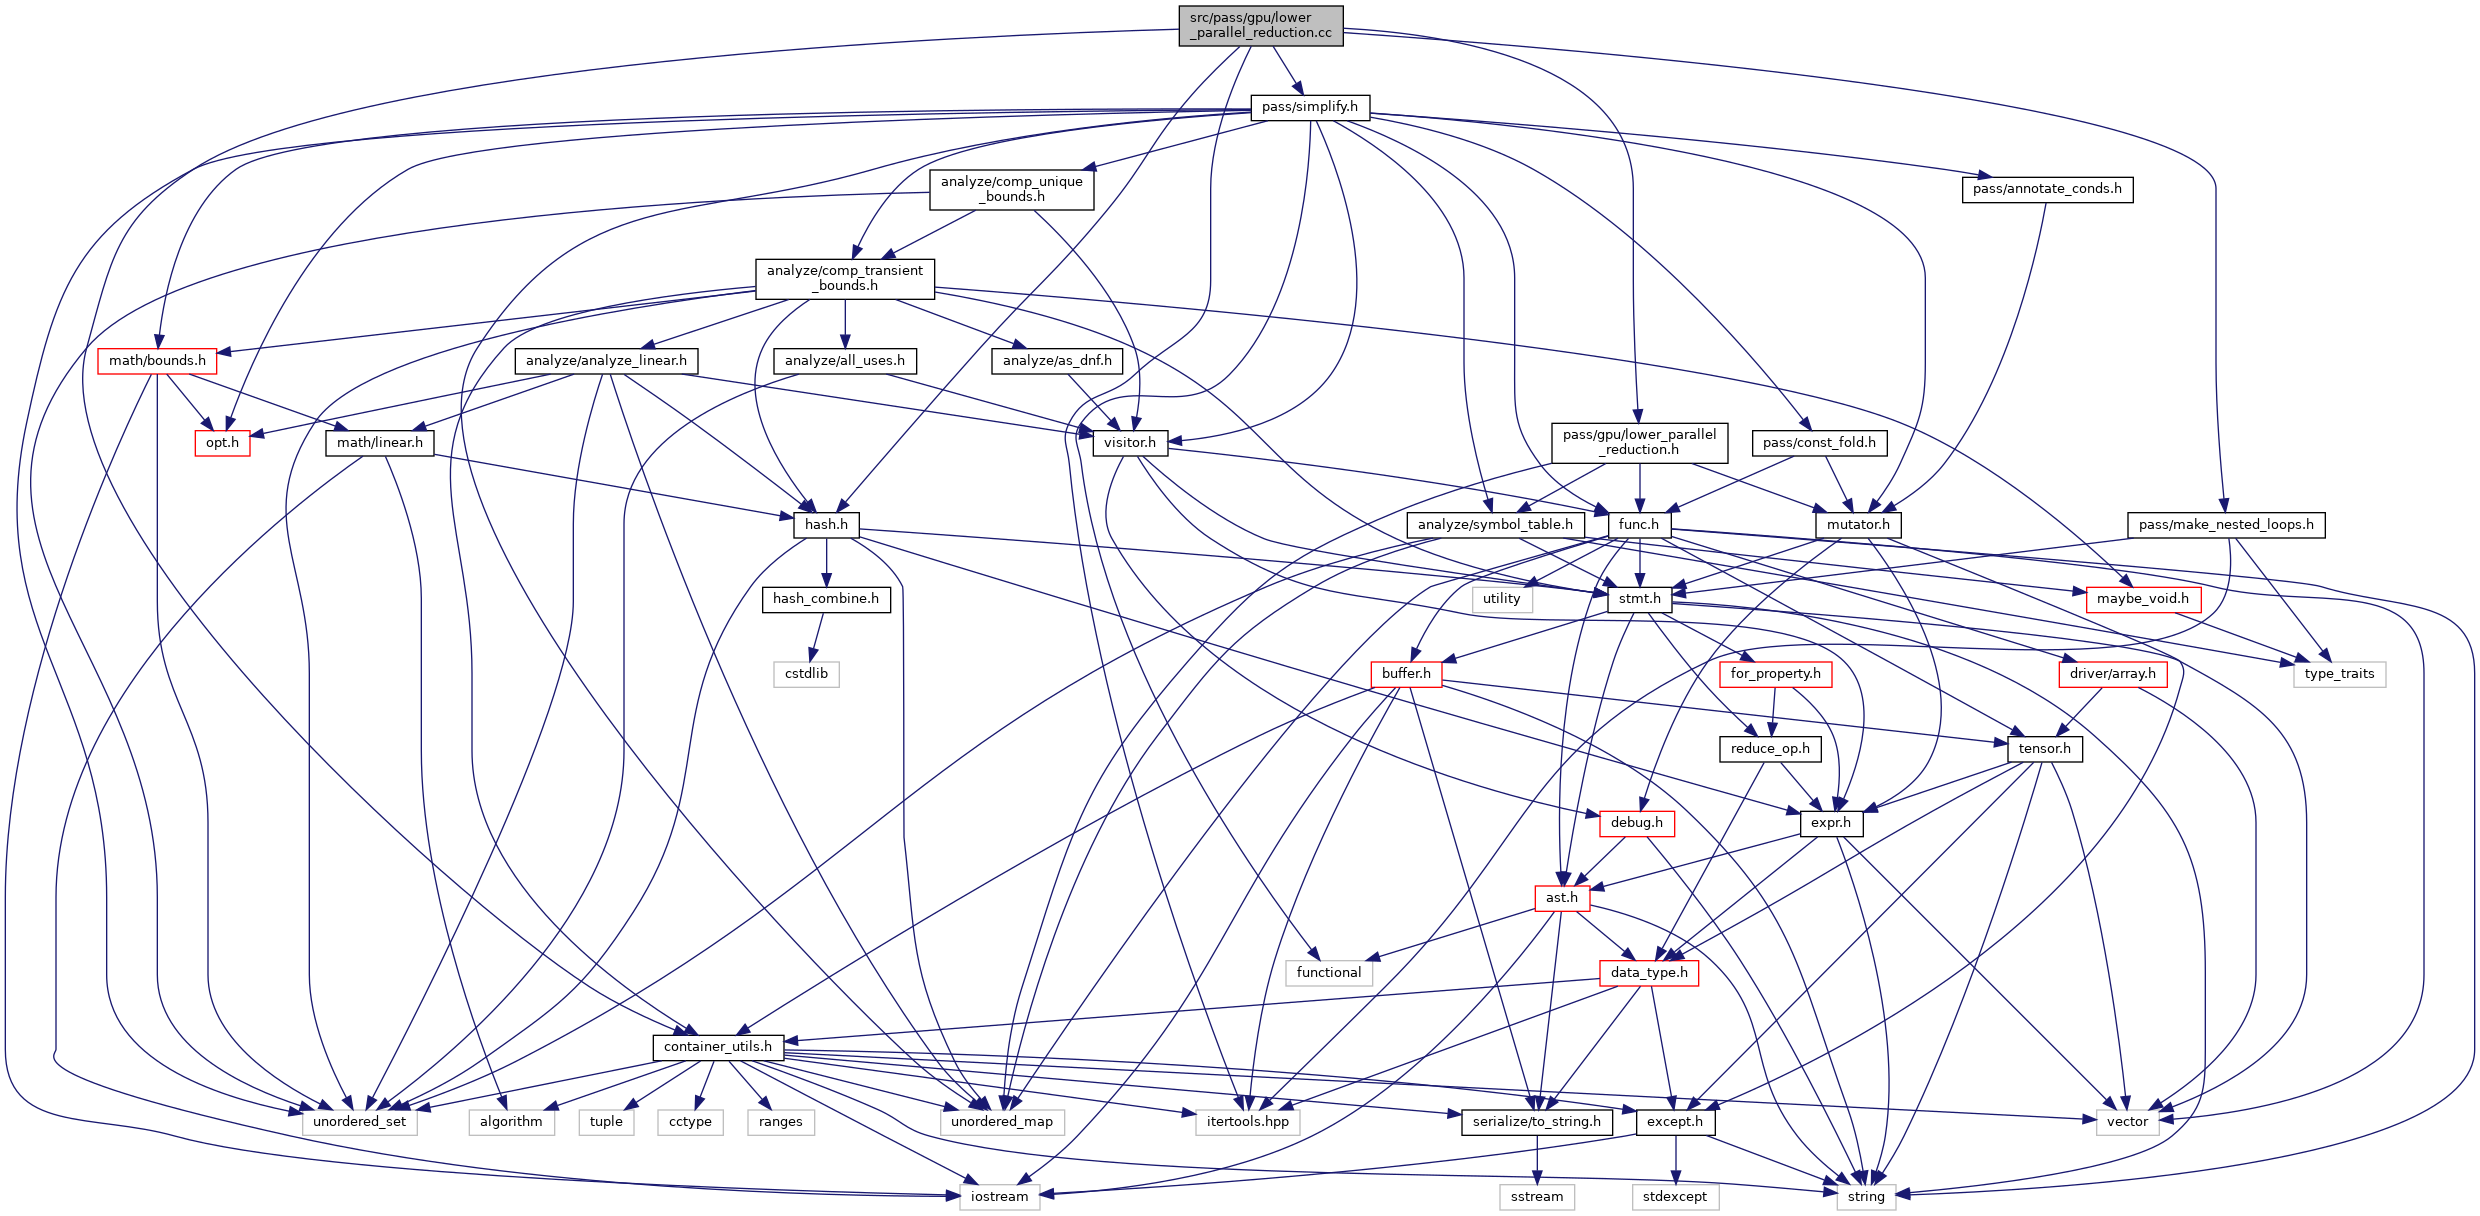 src/pass/gpu/lower
_parallel_reduction.cc
pass/simplify.h
analyze/comp_unique
_bounds.h
pass/annotate_conds.h
analyze/comp_transient
_bounds.h
math/bounds.h
analyze/analyze_linear.h
analyze/all_uses.h
analyze/as_dnf.h
opt.h
math/linear.h
visitor.h
pass/gpu/lower_parallel
_reduction.h
pass/const_fold.h
hash.h
analyze/symbol_table.h
func.h
mutator.h
pass/make_nested_loops.h
hash_combine.h
utility
stmt.h
maybe_void.h
cstdlib
buffer.h
for_property.h
driver/array.h
type_traits
reduce_op.h
tensor.h
debug.h
expr.h
ast.h
functional
data_type.h
container_utils.h
unordered_set
algorithm
tuple
cctype
ranges
unordered_map
itertools.hpp
serialize/to_string.h
except.h
vector
iostream
sstream
stdexcept
string